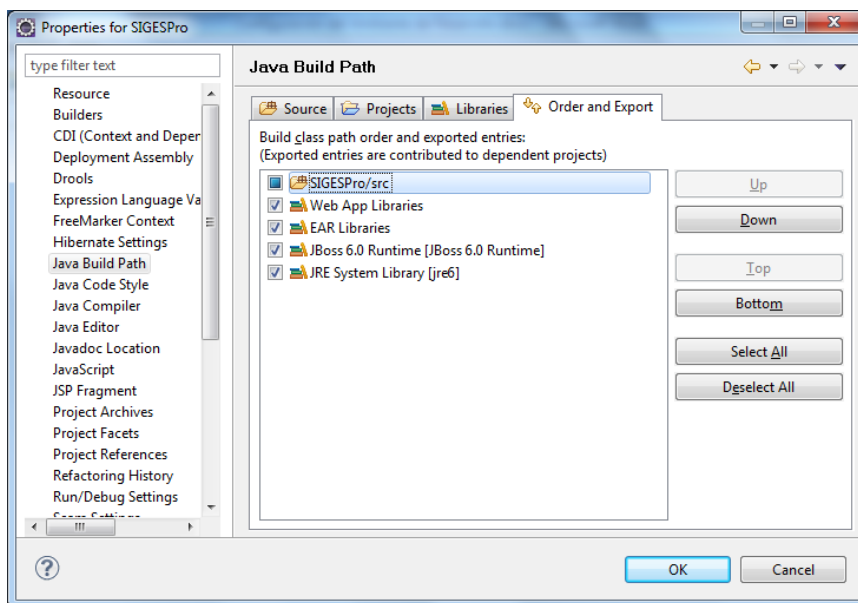 Properties for SIGESPro
type filter text
Resource
Builders
CDI (Context and Depen
Deployment Assembly
Drools
Expression Language Va
FreeMarker Context
Hibernate Settings
Java Build Path
Java Code Style
Java Compiler
Java Editor
Javadoc Location
JavaScript
JSP Fragment
Project Archives
Project Facets
Project References
Refactoring History
Run/Debug Settings
Java Build Path
Source Projects Libraries Order and Export
Build class path order and exported entries:
(Exported entries are contributed to dependent projects)
SIGESPro/src
Web App Libraries
EAR Libraries
JBoss 6.0 Runtime [JBoss 6.0 Runtime]
JRE System Library [jre6]
Up
Down
Top
Bottom
Select All
Deselect All
OK Cancel